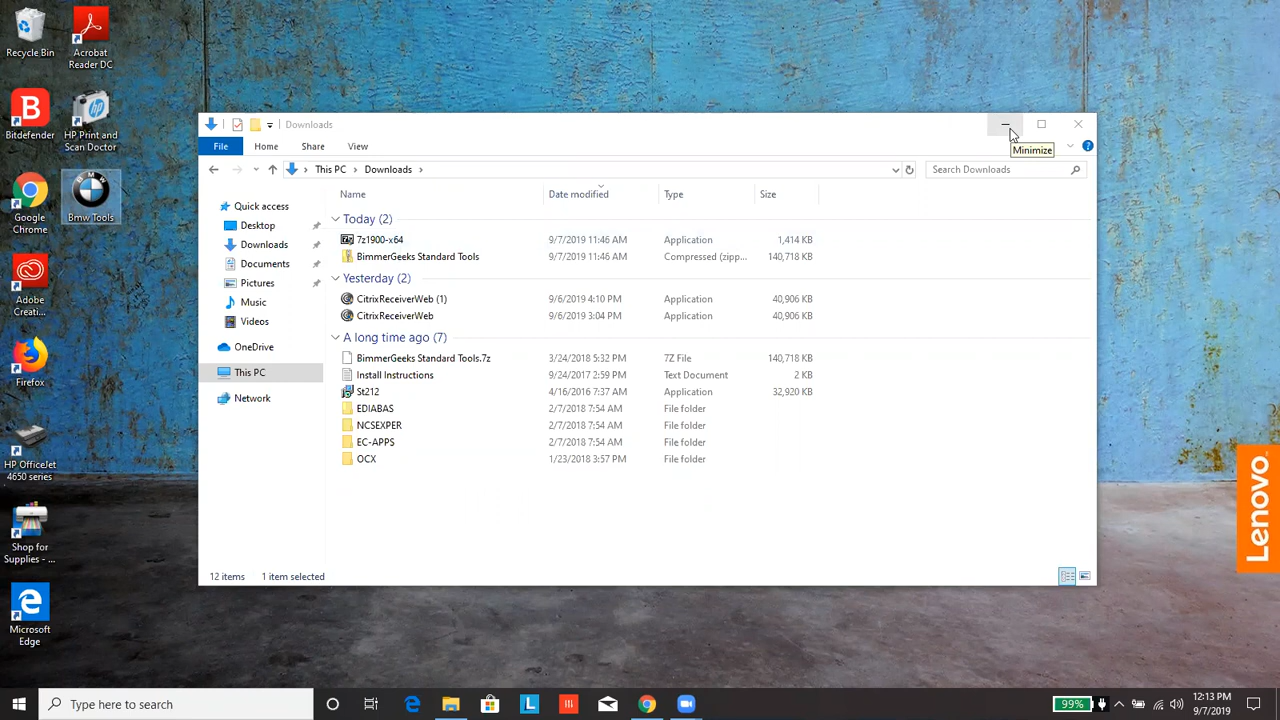 Recycle Bin
Acrobat
Reader DC
Bitdefender
HP Print and
Scan Doctor
Google
Chrome
Bmw Tools
Adobe
Creati...
Firefox
HP OfficeJet
4650 series
Shop for
Supplies - ...
Microsoft
Edge
Downloads
Minimize
File
Home
Share
View
This PC
Downloads
Search Downloads
Name
Date modified
Type
Size
Quick access
Desktop
Downloads
Documents
Pictures
Music
Videos
OneDrive
This PC
Network
Today (2)
7z1900-x64 9/7/2019 11:46 AM Application 1,414 KB
BimmerGeeks Standard Tools 9/7/2019 11:46 AM Compressed (zipp... 140,718 KB
Yesterday (2)
CitrixReceiverWeb (1) 9/6/2019 4:10 PM Application 40,906 KB
CitrixReceiverWeb 9/6/2019 3:04 PM Application 40,906 KB
A long time ago (7)
BimmerGeeks Standard Tools.7z 3/24/2018 5:32 PM 7Z File 140,718 KB
Install Instructions 9/24/2017 2:59 PM Text Document 2 KB
St212 4/16/2016 7:37 AM Application 32,920 KB
EDIABAS 2/7/2018 7:54 AM File folder
NCSEXPER 2/7/2018 7:54 AM File folder
EC-APPS 2/7/2018 7:54 AM File folder
OCX 1/23/2018 3:57 PM File folder
12 items 1 item selected
Lenovo
Type here to search
99%
12:13 PM
9/7/2019